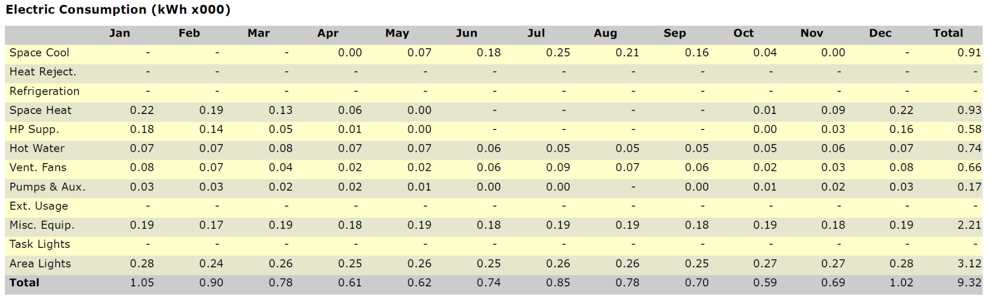 Electric Consumption (kWh x000)
Jan Feb Mar Apr May Jun Jul Aug Sep Oct Nov Dec Total
Space Cool - - - 0.00 0.07 0.18 0.25 0.21 0.16 0.04 0.00 - 0.91
Heat Reject. - - - - - - - - - - - - -
Refrigeration - - - - - - - - - - - - -
Space Heat 0.22 0.19 0.13 0.06 0.00 - - - - 0.01 0.09 0.22 0.93
HP Supp. 0.18 0.14 0.05 0.01 0.00 - - - - 0.00 0.03 0.16 0.58
Hot Water 0.07 0.07 0.08 0.07 0.07 0.06 0.05 0.05 0.05 0.05 0.06 0.07 0.74
Vent. Fans 0.08 0.07 0.04 0.02 0.02 0.06 0.09 0.07 0.06 0.02 0.03 0.08 0.66
Pumps & Aux. 0.03 0.03 0.02 0.02 0.01 0.00 0.00 - 0.00 0.01 0.02 0.03 0.17
Ext. Usage - - - - - - - - - - - - -
Misc. Equip. 0.19 0.17 0.19 0.18 0.19 0.18 0.19 0.19 0.18 0.19 0.18 0.19 2.21
Task Lights - - - - - - - - - - - - -
Area Lights 0.28 0.24 0.26 0.25 0.26 0.25 0.26 0.26 0.25 0.27 0.27 0.28 3.12
Total 1.05 0.90 0.78 0.61 0.62 0.74 0.85 0.78 0.70 0.59 0.69 1.02 9.32